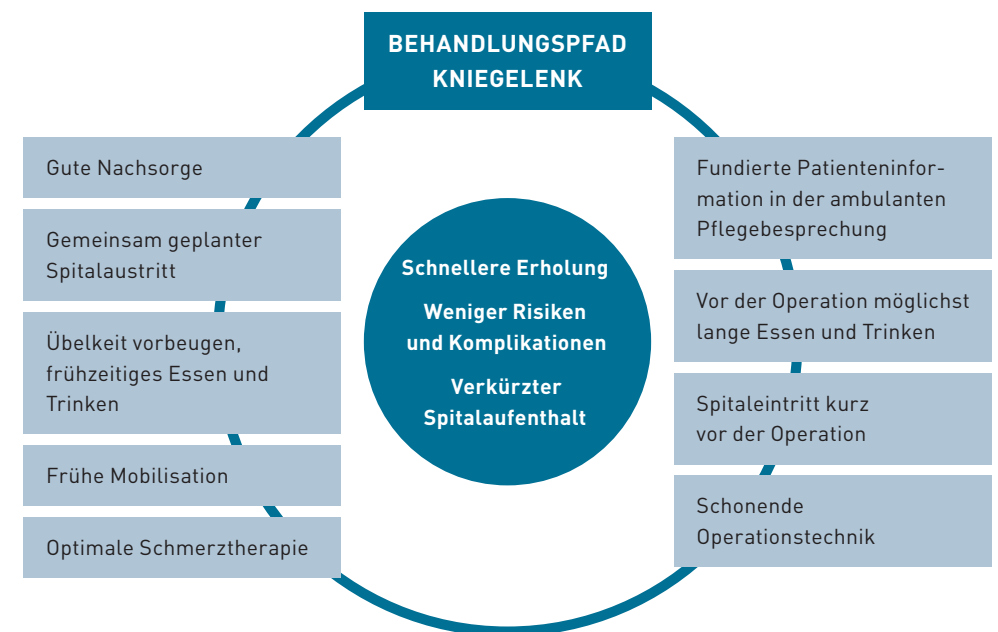 BEHANDLUNGSPFAD
KNIEGELENK
Gute Nachsorge
Gemeinsam geplanter
Spitalaustritt
Übelkeit vorbeugen,
frühzeitiges Essen und
Trinken
Frühe Mobilisation
Optimale Schmerztherapie
Schnellere Erholung
Weniger Risiken
und Komplikationen
Verkürzter
Spitalaufenthalt
Fundierte Patienteninfor-
mation in der ambulanten
Pflegebesprechung
Vor der Operation möglichst
lange Essen und Trinken
Spitaleintritt kurz
vor der Operation
Schonende
Operationstechnik